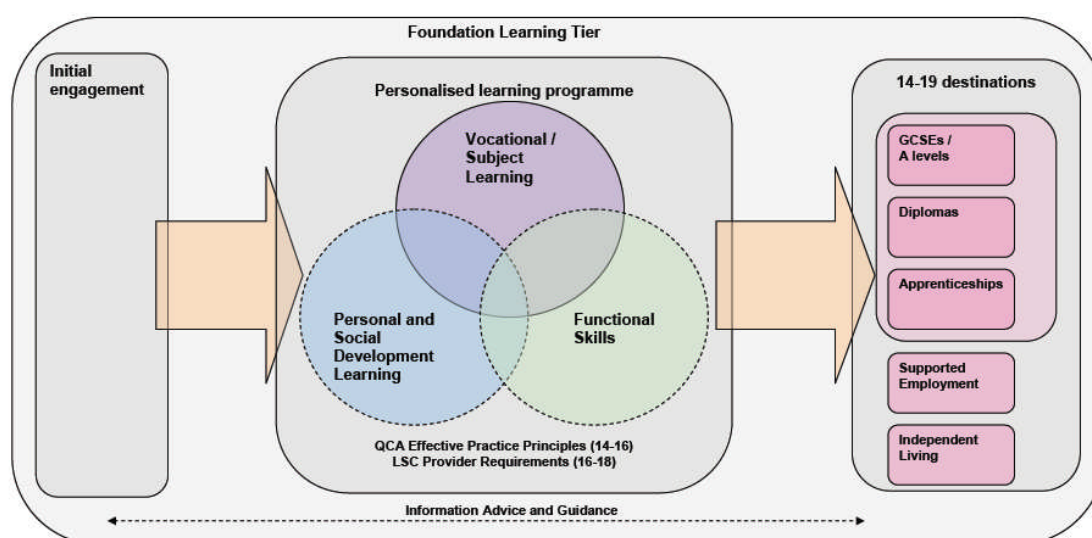 Foundation Learning Tier
Initial
engagement
Personalised learning programme
Vocational /
Subject
Learning
Personal and
Social
Development
Learning
Functional
Skills
QCA Effective Practice Principles (14-16)
LSC Provider Requirements (16-18)
14-19 destinations
GCSEs /
A levels
Diplomas
Apprenticeships
Supported
Employment
Independent
Living
Information Advice and Guidance